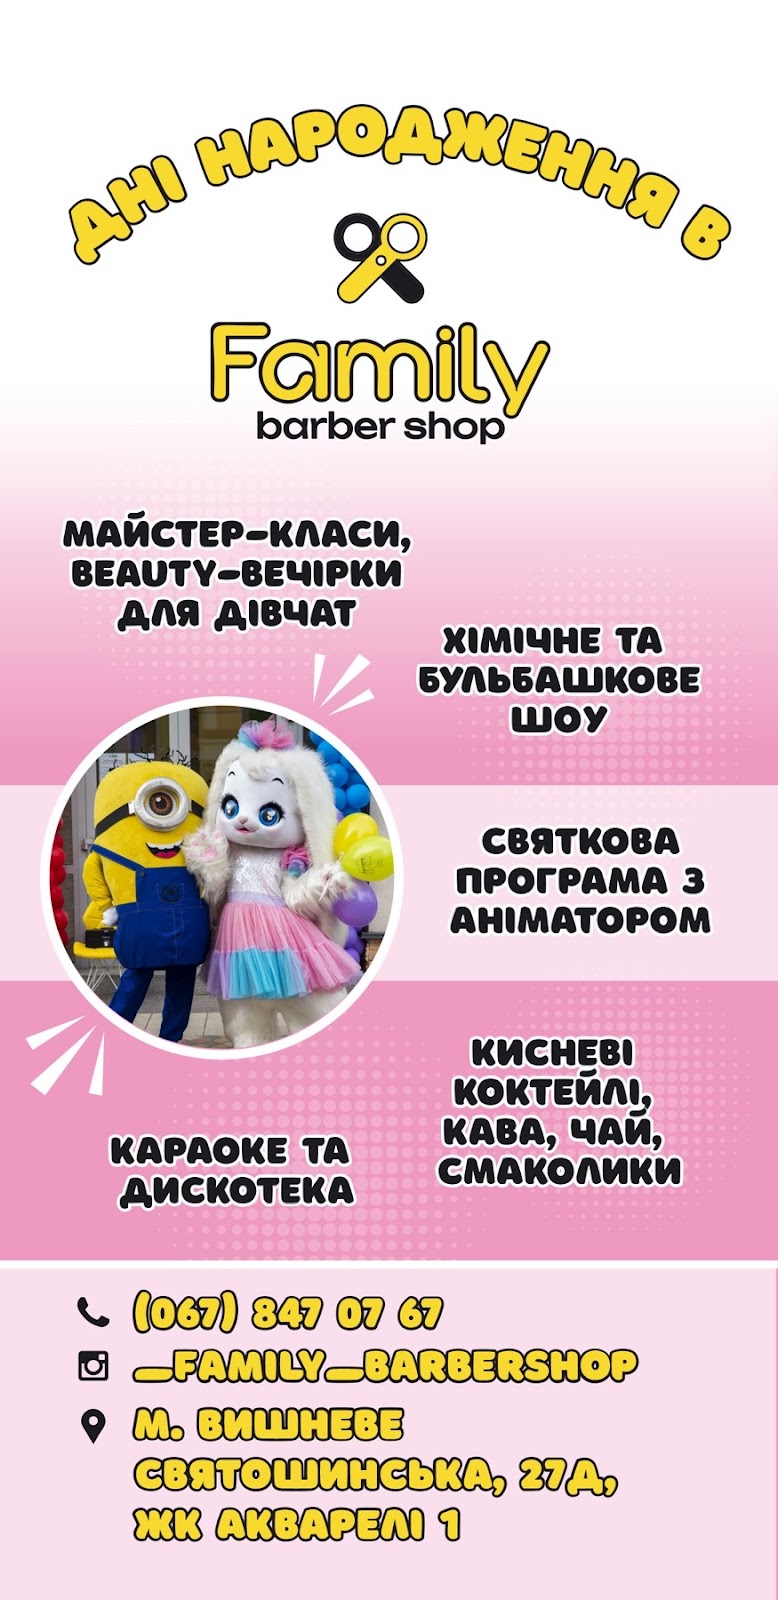 ДНІ НАРОДЖЕННЯ В
Family
barber shop
МАЙСТЕР-КЛАСИ,
BEAUTY-ВЕЧІРКИ
ДЛЯ ДІВЧАТ
ХІМІЧНЕ ТА
БУЛЬБАШКОВЕ
ШОУ
СВЯТКОВА
ПРОГРАМА З
АНІМАТОРОМ
КИСНЕВІ
КОКТЕЙЛІ,
КАВА, ЧАЙ,
СМАКОЛИКИ
КАРАОКЕ ТА
ДИСКОТЕКА
(067) 847 07 67
_FAMILY_BARBERSHOP
М. ВИШНЕВЕ
СВЯТОШИНСЬКА, 27Д,
ЖК АКВАРЕЛІ 1